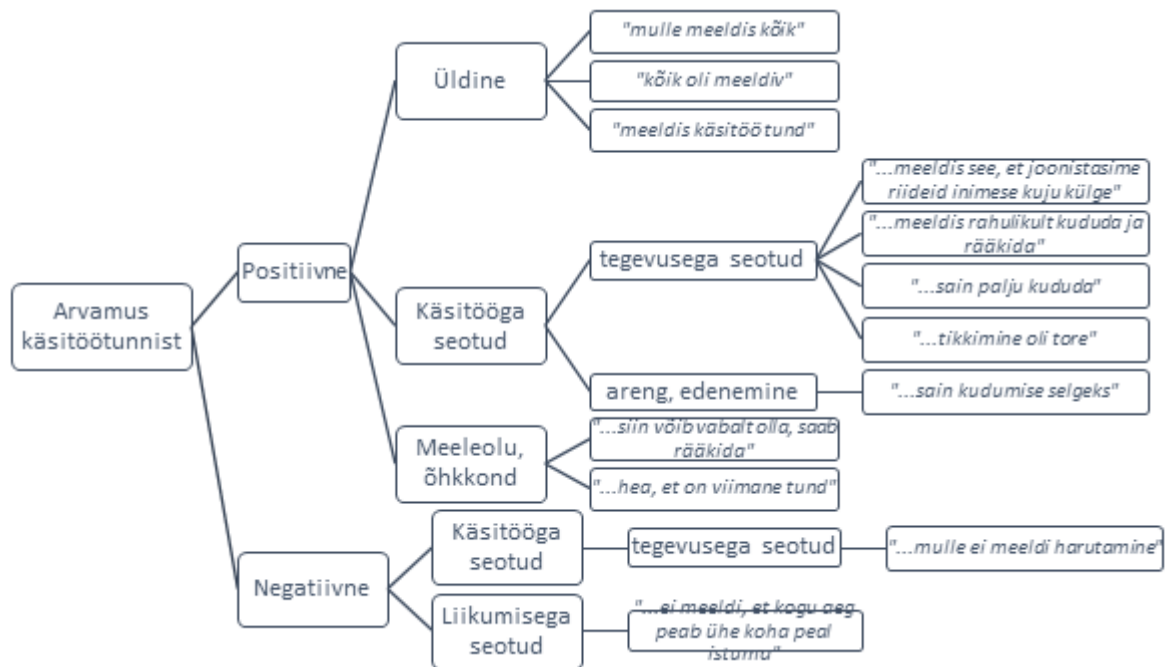 Arvamus
käsitöötunnist
Positiivne
Üldine
"mulle meeldis kõik"
"kõik oli meeldiv"
"meeldis käsitöö tund"
Käsitööga
seotud
tegevusega seotud
"...meeldis see, et joonistasime
riideid inimese kuju külge"
"...meeldis rahulikult kududa ja
rääkida"
"...sain palju kududa"
"...tikkimine oli tore"
areng, edenemine
"...sain kudumise selgeks"
Meeleolu,
õhkkond
"...siin võib vabalt olla, saab
rääkida"
"...hea, et on viimane tund"
Negatiivne
Käsitööga
seotud
tegevusega seotud
"...mulle ei meeldi harutamine"
Liikumisega
seotud
"...ei meeldi, et kogu aeg
peab ühe koha peal
istuma"